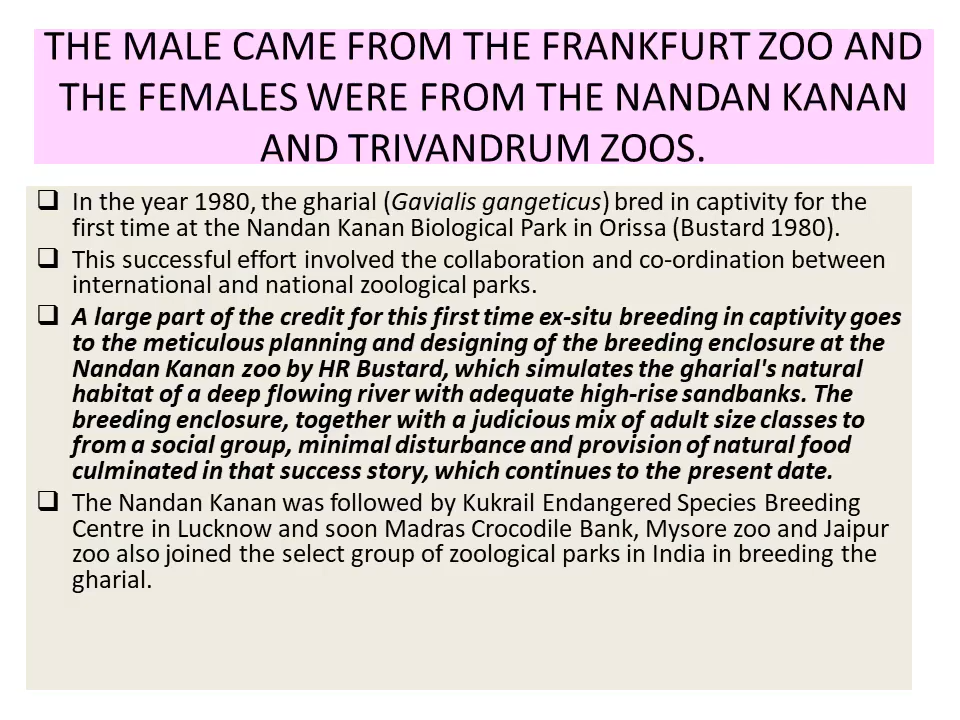 THE MALE CAME FROM THE FRANKFURT ZOO AND
THE FEMALES WERE FROM THE NANDAN KANAN
AND TRIVANDRUM ZOOS.
In the year 1980, the gharial (Gavialis gangeticus) bred in captivity for the
first time at the Nandan Kanan Biological Park in Orissa (Bustard 1980).
This successful effort involved the collaboration and co-ordination between
international and national zoological parks.
A large part of the credit for this first time ex-situ breeding in captivity goes
to the meticulous planning and designing of the breeding enclosure at the
Nandan Kanan zoo by HR Bustard, which simulates the gharial's natural
habitat of a deep flowing river with adequate high-rise sandbanks. The
breeding enclosure, together with a judicious mix of adult size classes to
from a social group, minimal disturbance and provision of natural food
culminated in that success story, which continues to the present date.
The Nandan Kanan was followed by Kukrail Endangered Species Breeding
Centre in Lucknow and soon Madras Crocodile Bank, Mysore zoo and Jaipur
zoo also joined the select group of zoological parks in India in breeding the
gharial.